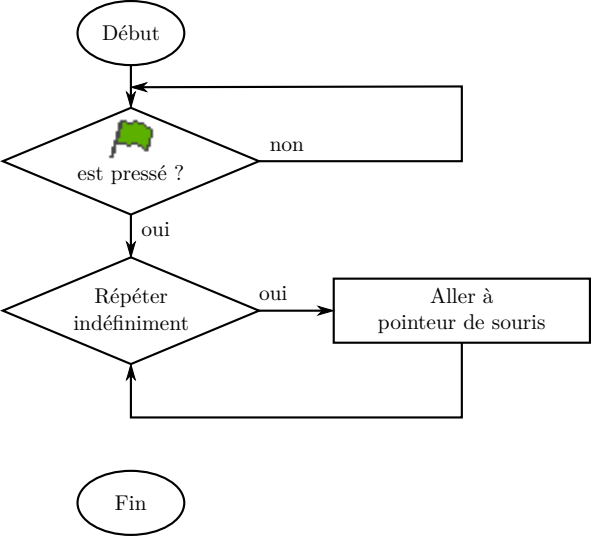 Début
est pressé ?
non
oui
Répéter
indéfiniment
oui
Aller à
pointeur de souris
Fin